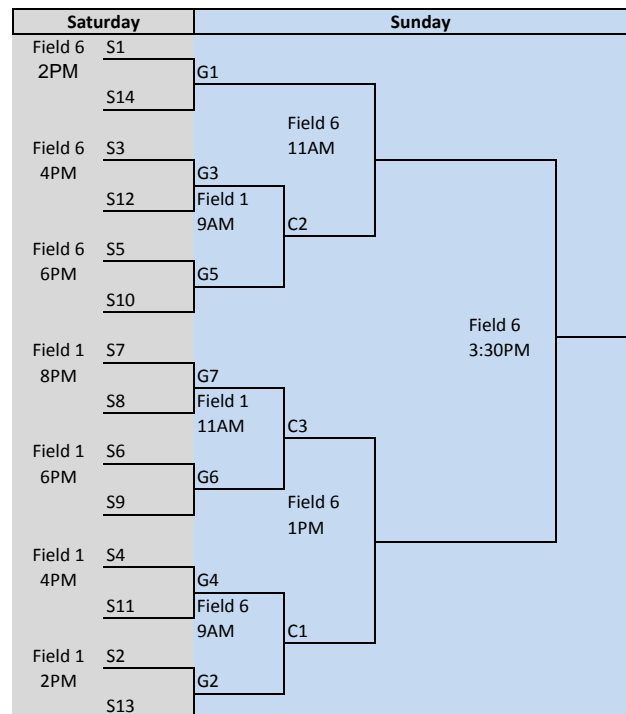 Saturday Sunday
Field 6 S1
2PM
G1
S14
Field 6
Field 6 S3 11AM
4PM
G3
S12 Field 1
9AM C2
Field 6 S5
6PM
G5
S10
Field 6
3:30PM
Field 1 S7
8PM
G7
S8 Field 1
11AM C3
Field 1 S6
6PM
G6
S9 Field 6
1PM
Field 1 S4
4PM
G4
S11 Field 6
9AM C1
Field 1 S2
2PM
G2
S13